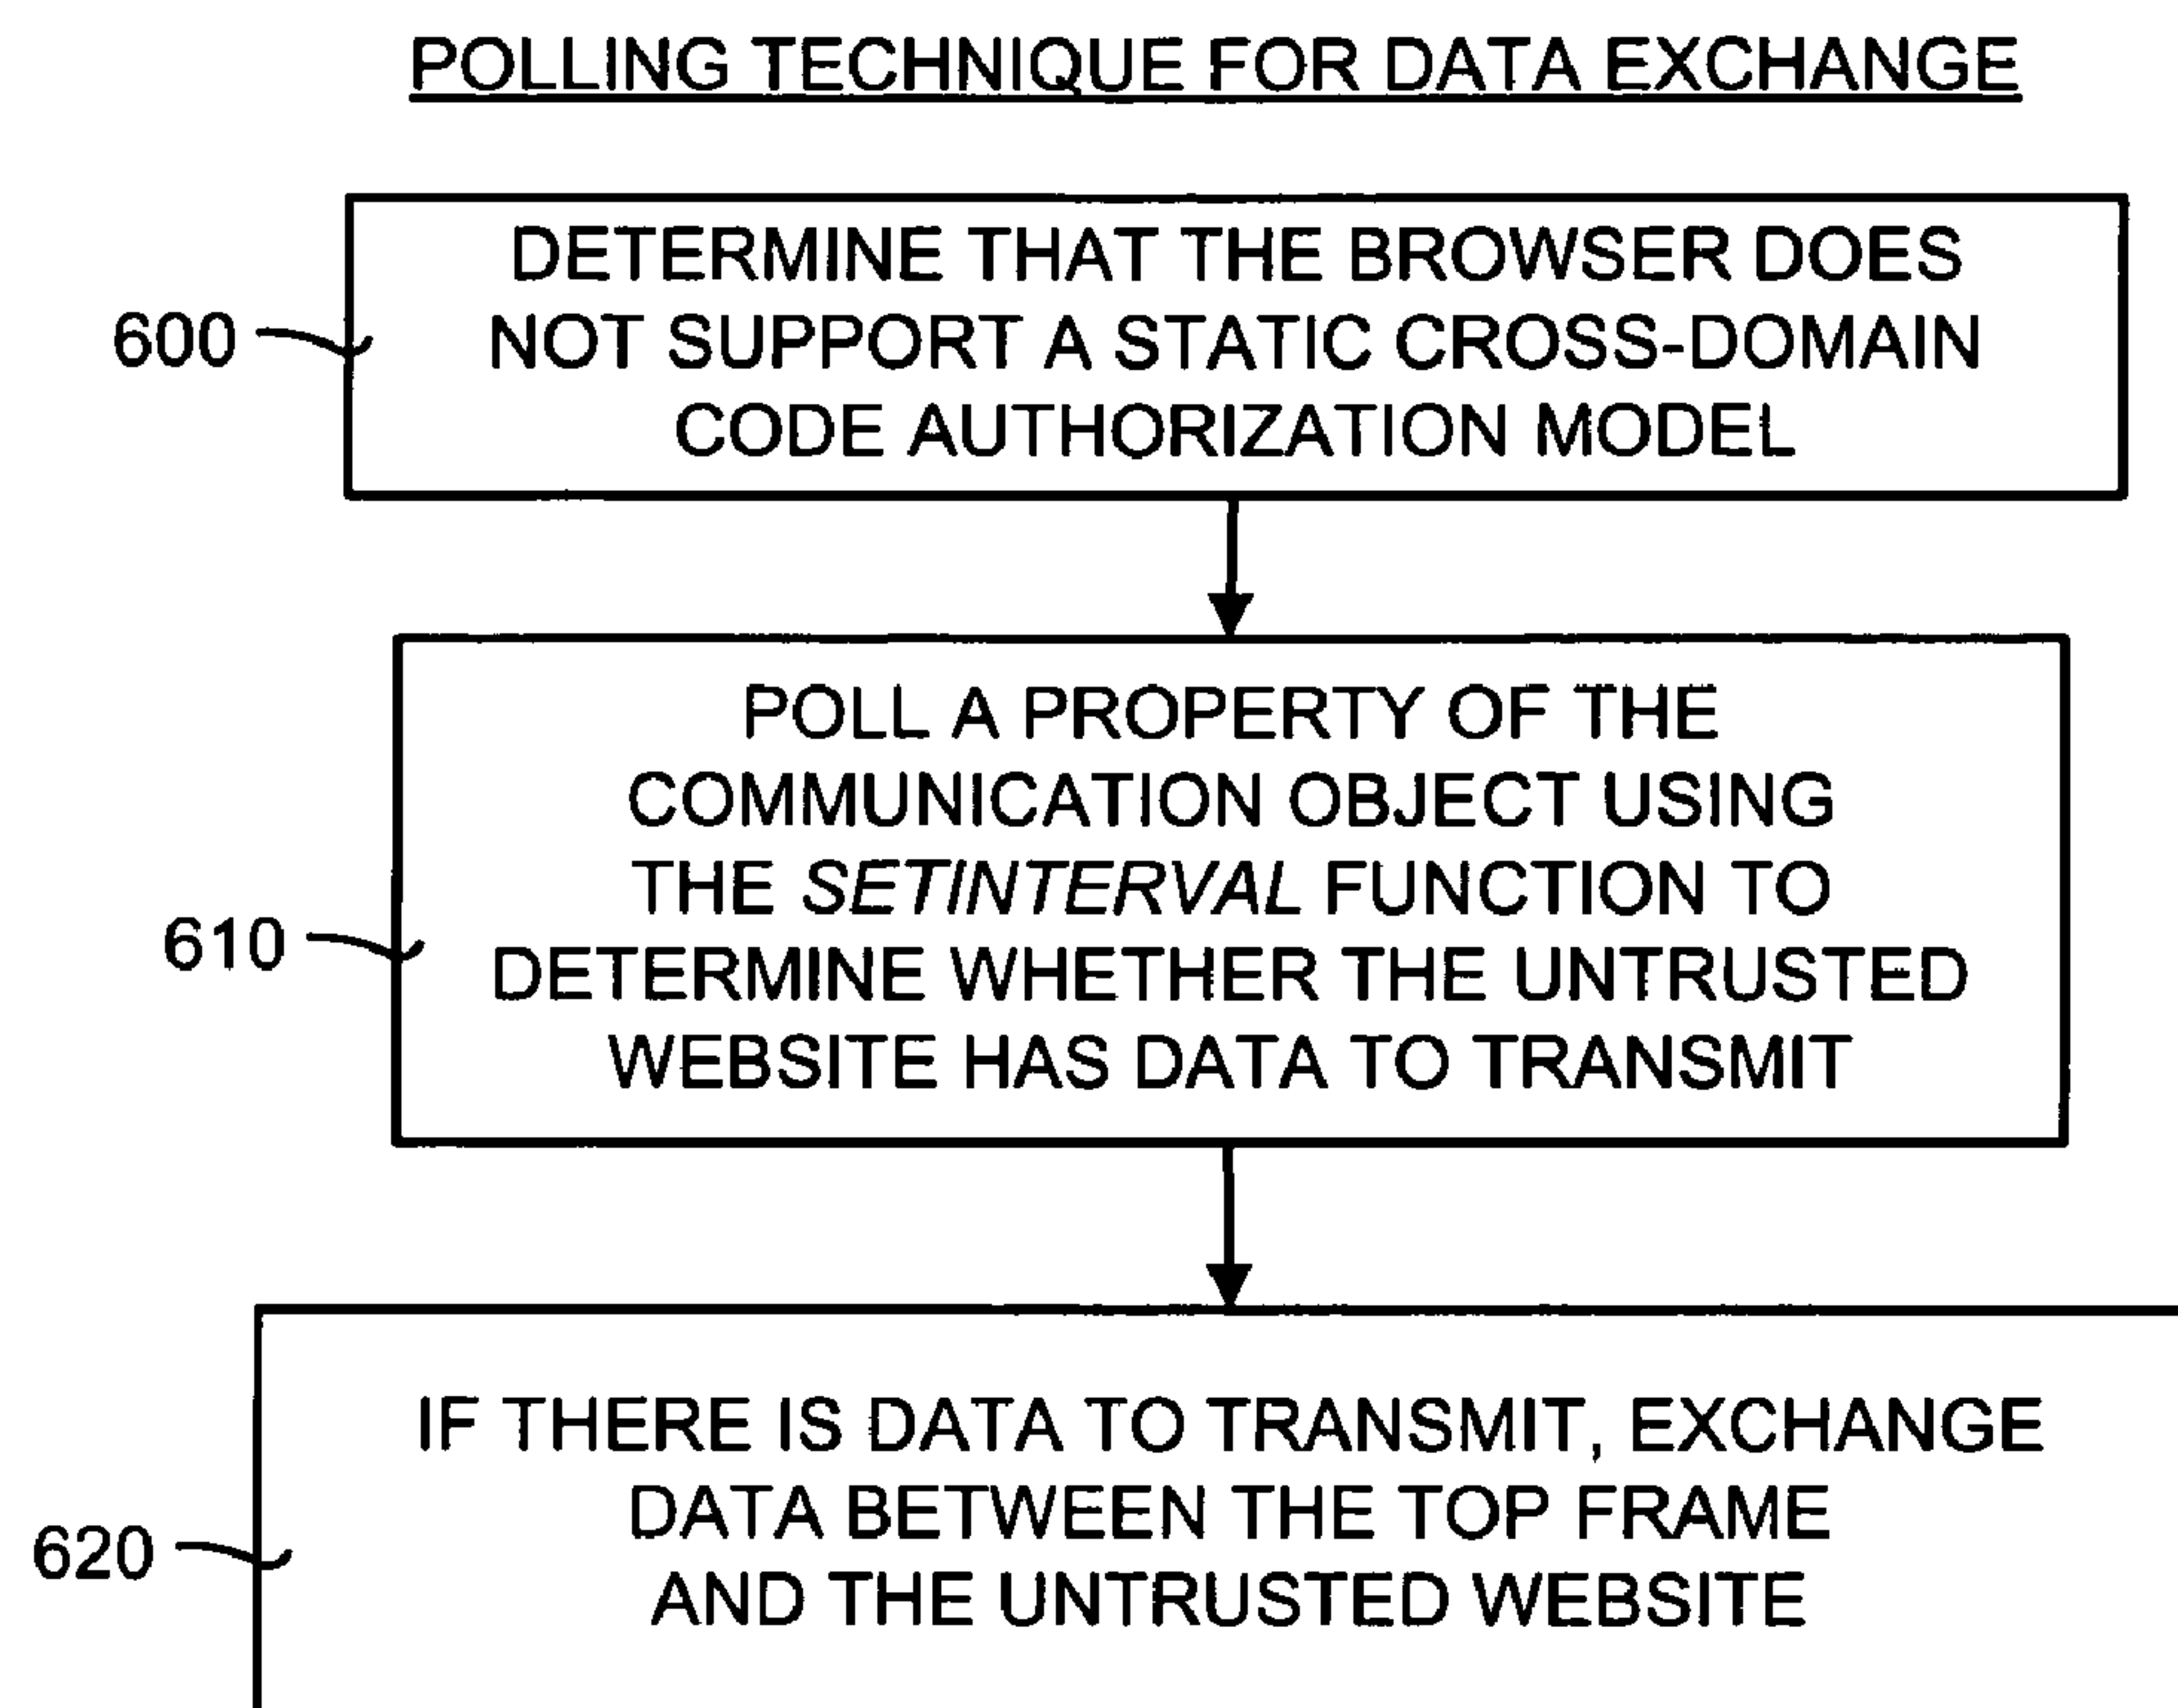 POLLING TECHNIQUE FOR DATA EXCHANGE
DETERMINE THAT THE BROWSER DOES
NOT SUPPORT A STATIC CROSS-DOMAIN
CODE AUTHORIZATION MODEL
600
POLL A PROPERTY OF THE
COMMUNICATION OBJECT USING
THE SETINTERVAL FUNCTION TO
DETERMINE WHETHER THE UNTRUSTED
WEBSITE HAS DATA TO TRANSMIT
610
IF THERE IS DATA TO TRANSMIT, EXCHANGE
DATA BETWEEN THE TOP FRAME
AND THE UNTRUSTED WEBSITE
620